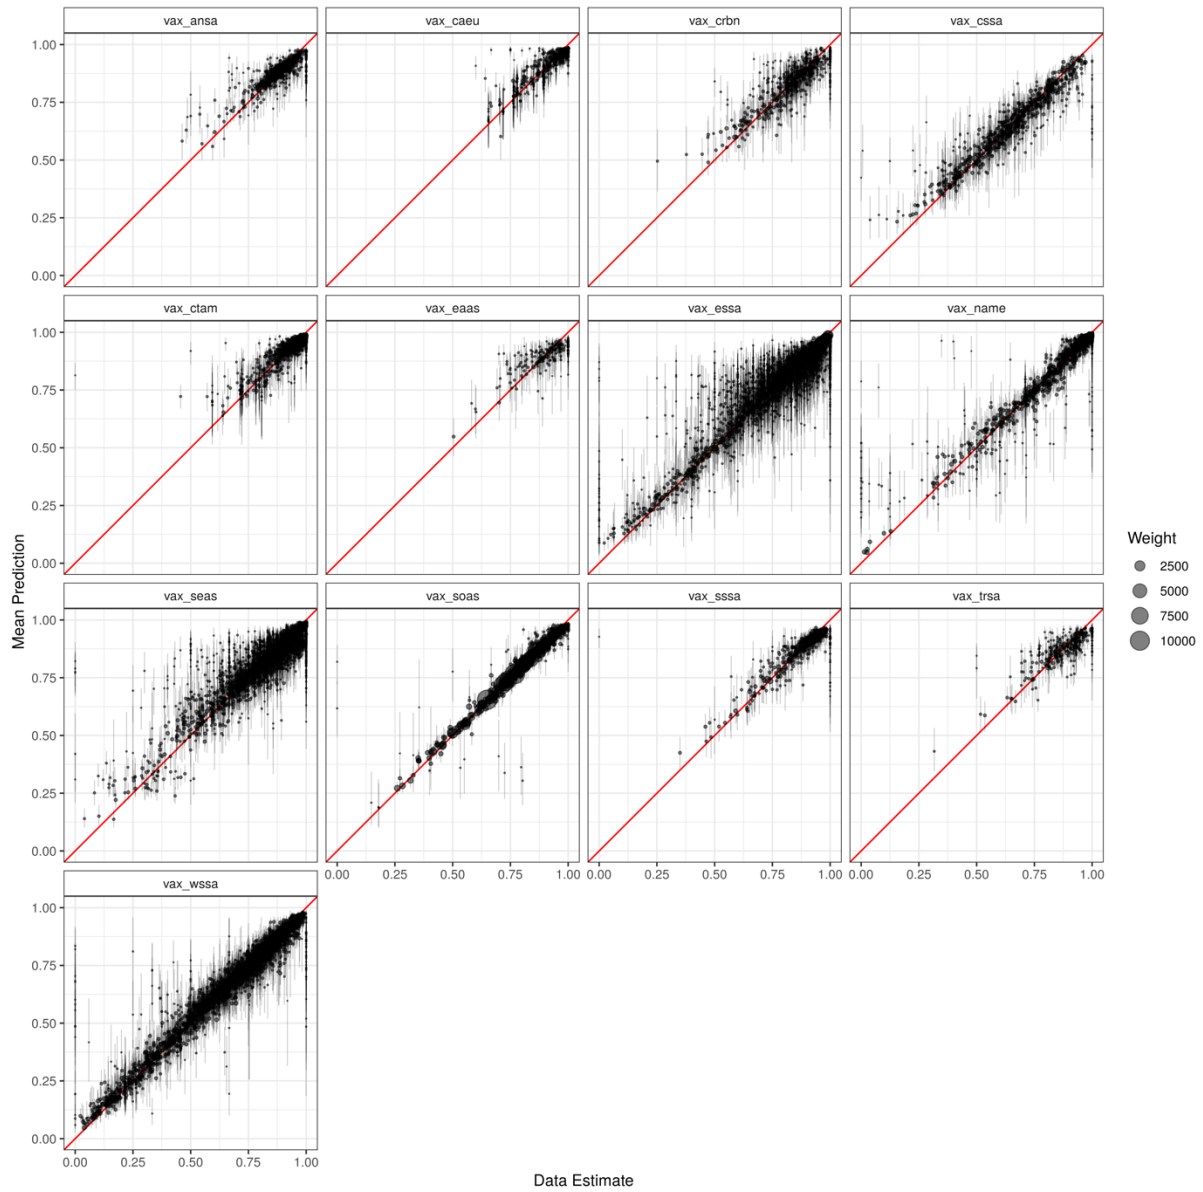 vax_ansa vax_caeu vax_crbn vax_cssa
1.00
0.75
0.50
0.25
0.00
vax_ctam vax_eaas vax_essa vax_name
1.00
0.75
0.50
0.25
0.00
Mean Prediction
vax_seas vax_soas vax_sssa vax_trsa
1.00
0.75
0.50
0.25
0.00
0.00 0.25 0.50 0.75 1.00 0.00 0.25 0.50 0.75 1.00 0.00 0.25 0.50 0.75 1.00
vax_wssa
1.00
0.75
0.50
0.25
0.00
0.00 0.25 0.50 0.75 1.00
Data Estimate
Weight
2500
5000
7500
10000